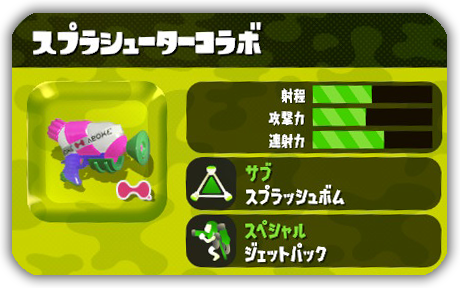 スプラシューターコラボ
射程
攻撃力
連射力
サブ
スプラッシュボム
スペシャル
ジェットパック